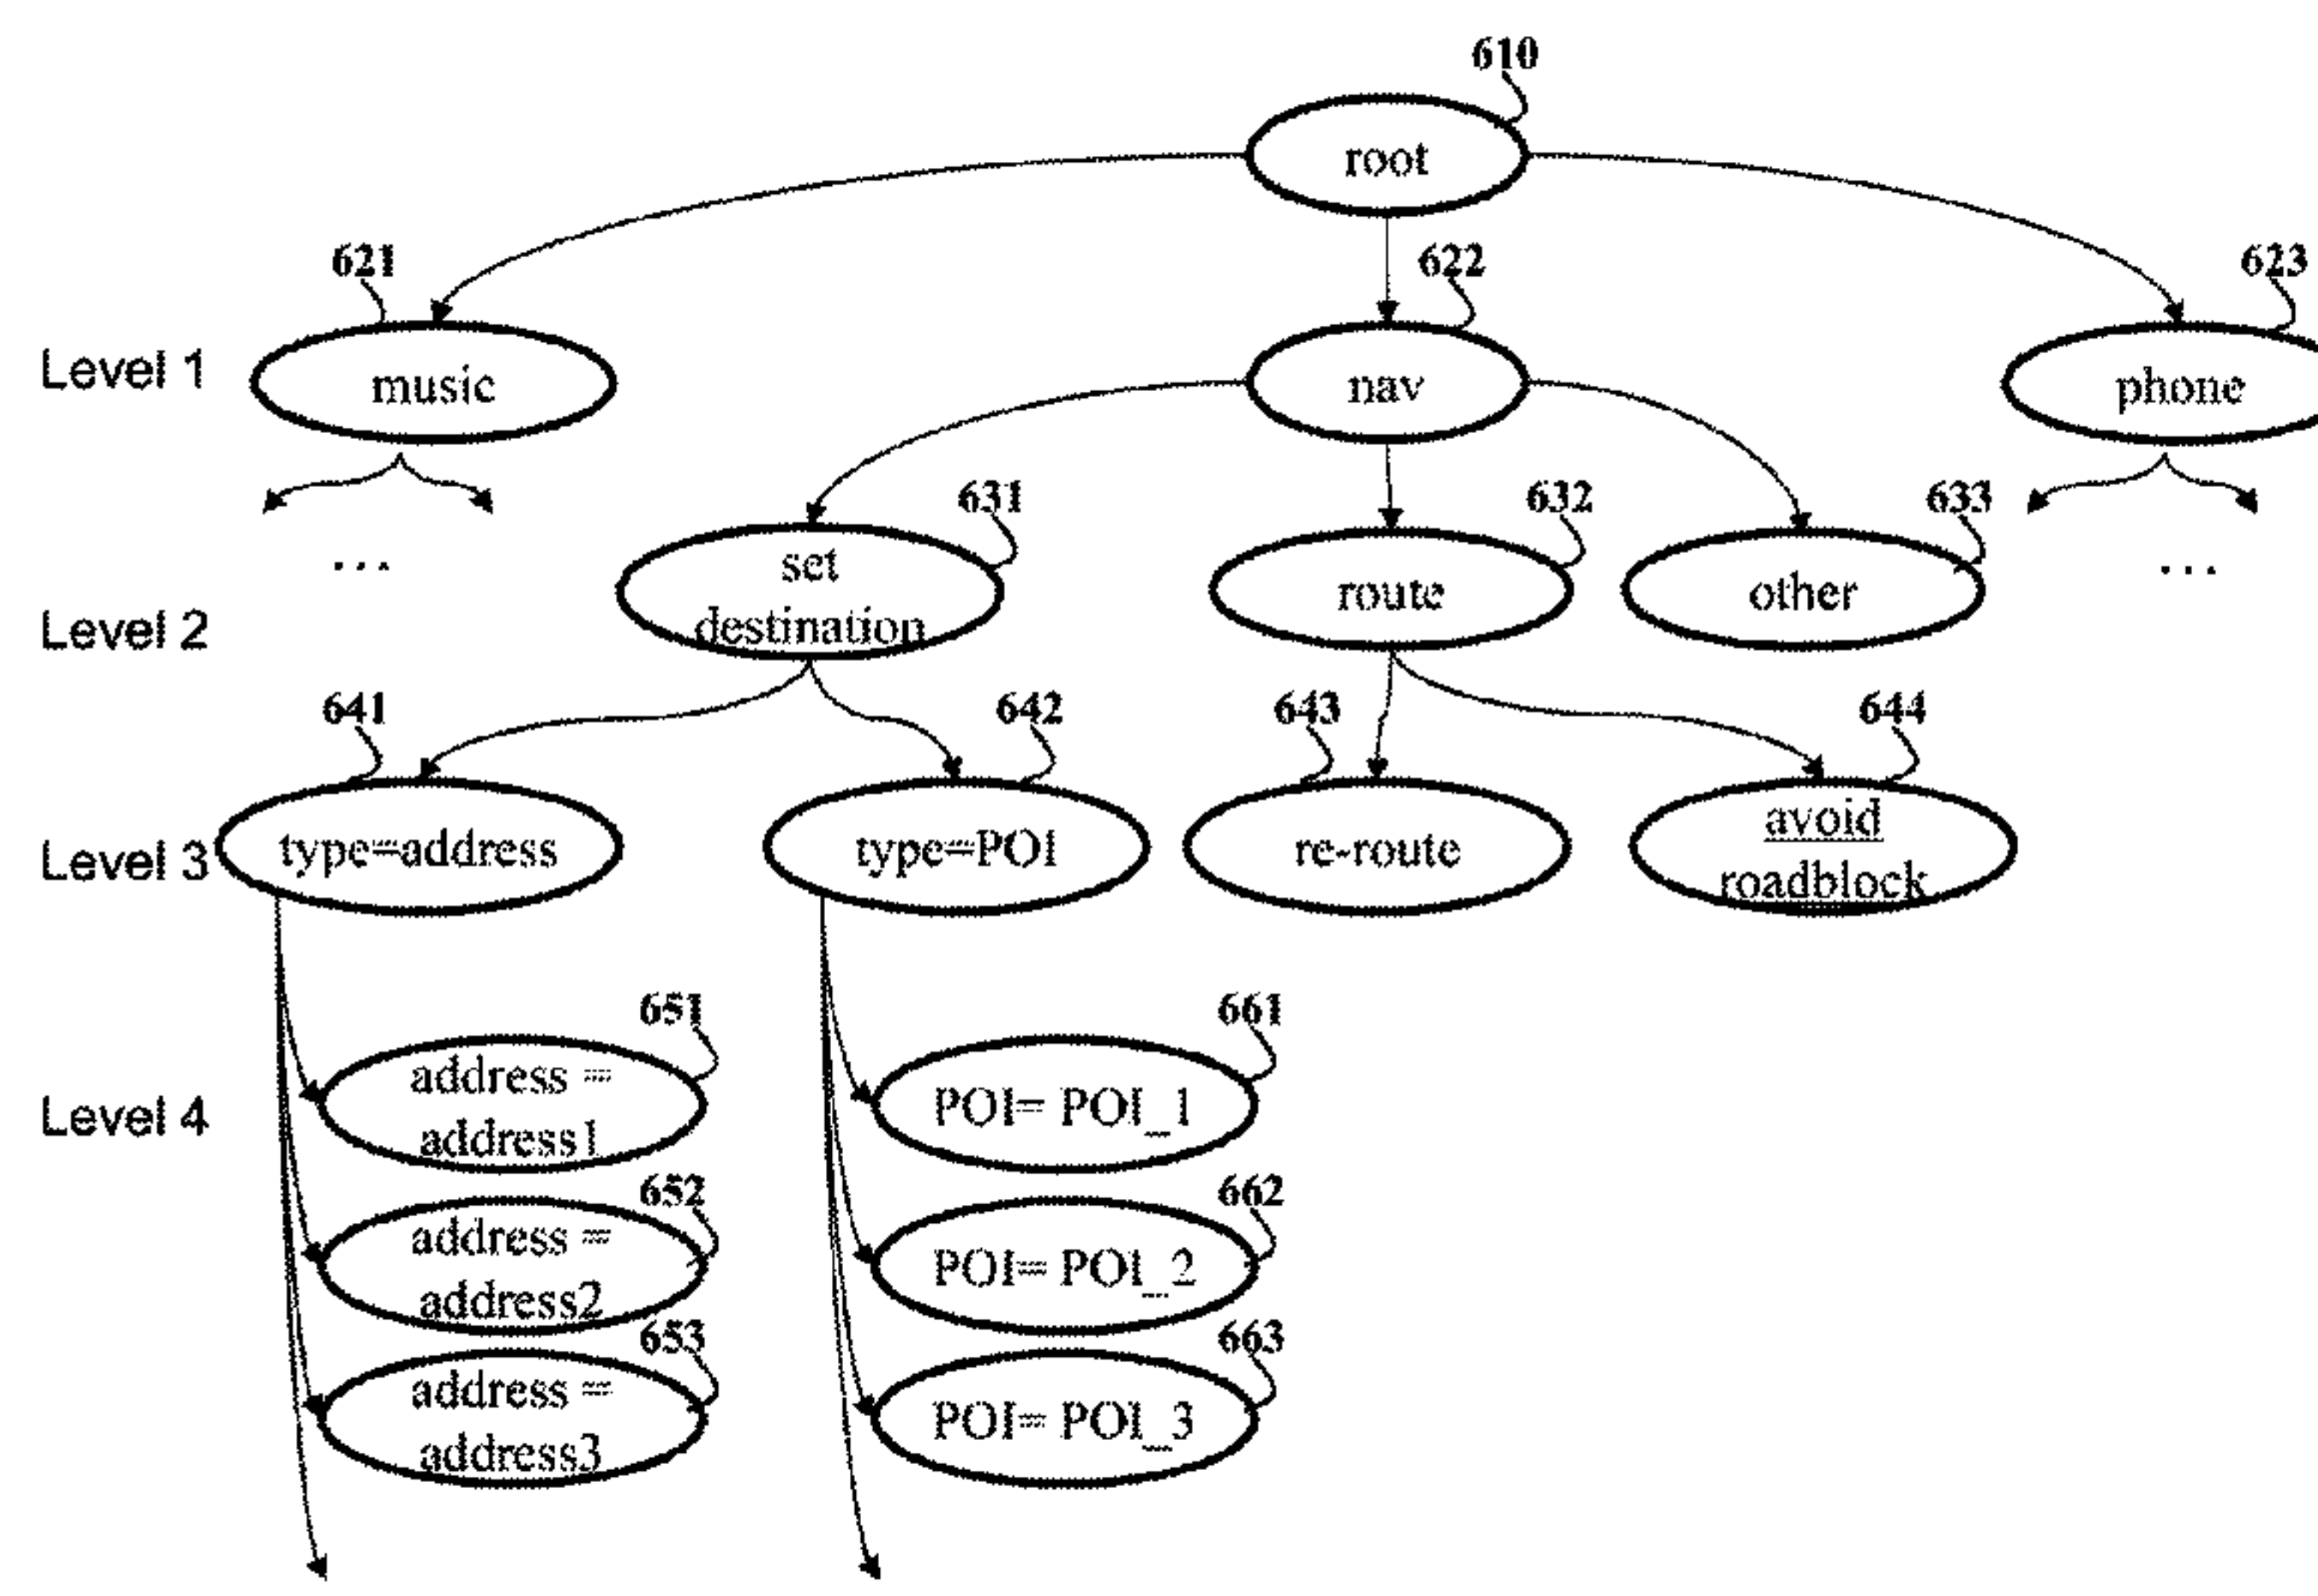 610
root
621
622
623
Level 1
music
nav
phone
631
632
633
...
set
destination
route
other
...
Level 2
641
642
643
644
Level 3
type=address
type=POI
re-route
avoid
roadblock
651
661
Level 4
address =
address1
POI= POI_1
652
662
address =
address2
POI= POI_2
653
663
address =
address3
POI= POI_3